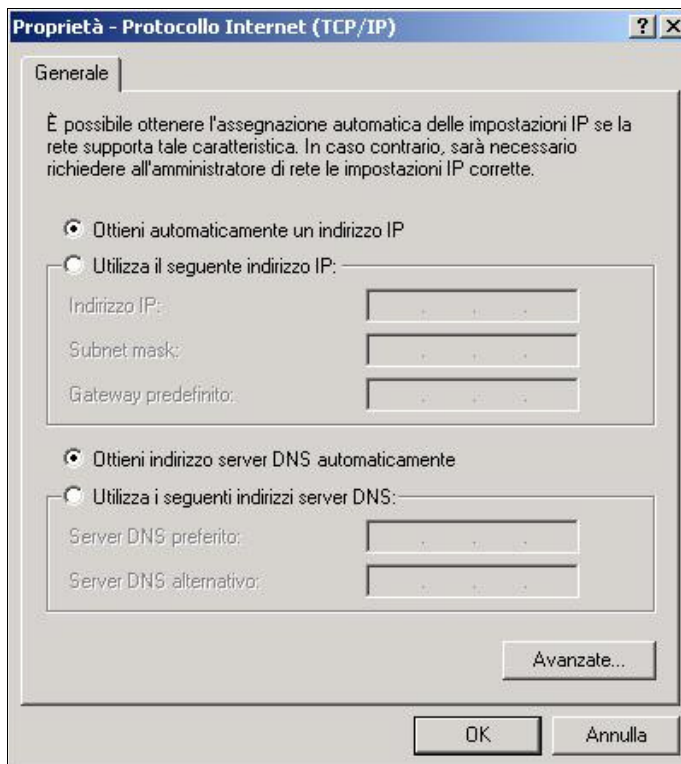 Proprietà - Protocollo Internet (TCP/IP)
Generale
È possibile ottenere l'assegnazione automatica delle impostazioni IP se la
rete supporta tale caratteristica. In caso contrario, sarà necessario
richiedere all'amministratore di rete le impostazioni IP corrette.
Ottieni automaticamente un indirizzo IP
Utilizza il seguente indirizzo IP:
Indirizzo IP:
Subnet mask:
Gateway predefinito:
Ottieni indirizzo server DNS automaticamente
Utilizza i seguenti indirizzi server DNS:
Server DNS preferito:
Server DNS alternativo:
Avanzate...
OK Annulla